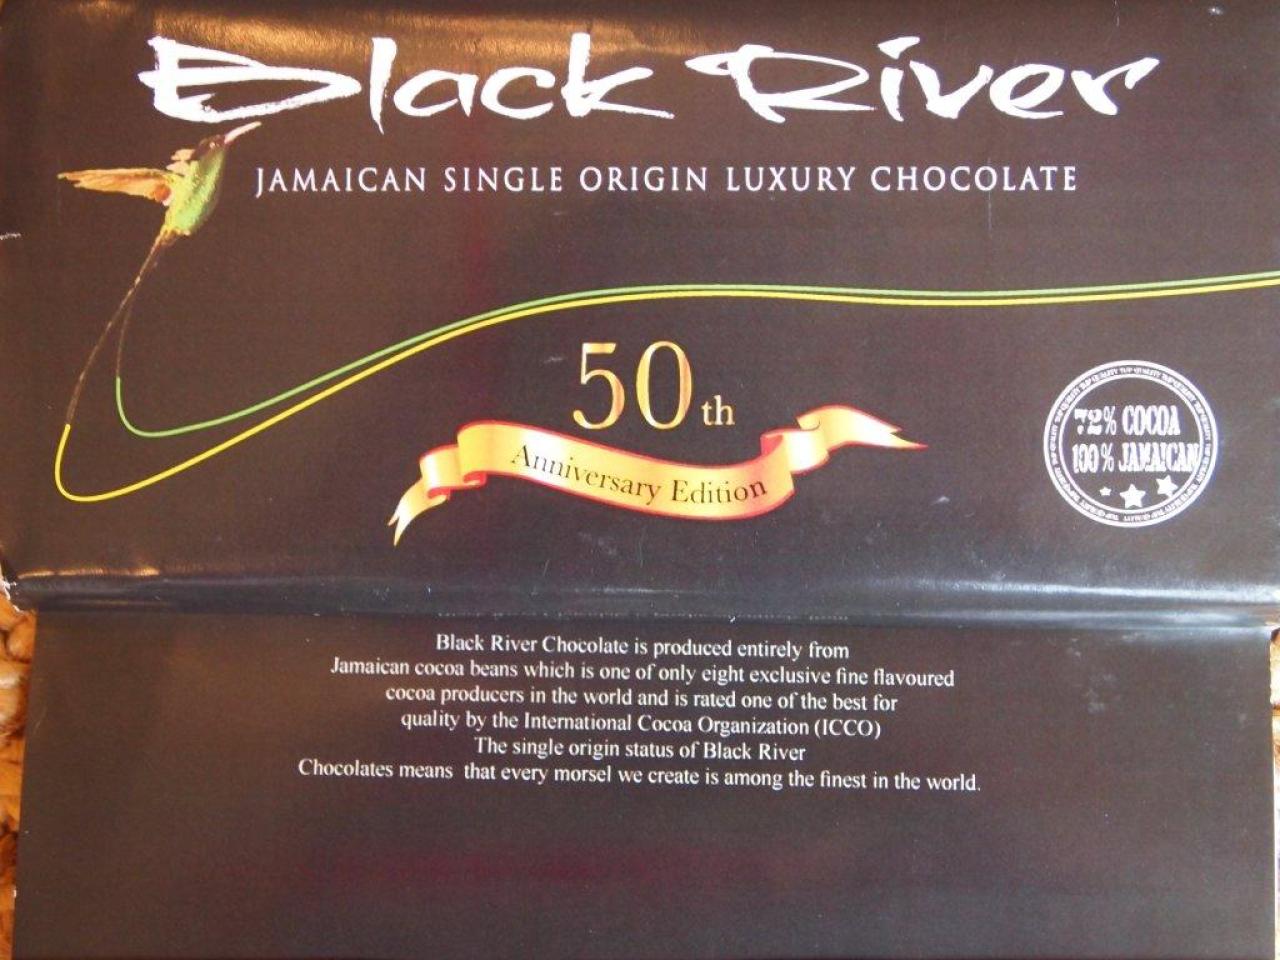 Black River
JAMAICAN SINGLE ORIGIN LUXURY CHOCOLATE
50th
Anniversary Edition
72% COCOA
100% JAMAICAN
Black River Chocolate is produced entirely from
Jamaican cocoa beans which is one of only eight exclusive fine flavoured
cocoa producers in the world and is rated one of the best for
quality by the International Cocoa Organization (ICCO)
The single origin status of Black River
Chocolates means that every morsel we create is among the finest in the world.